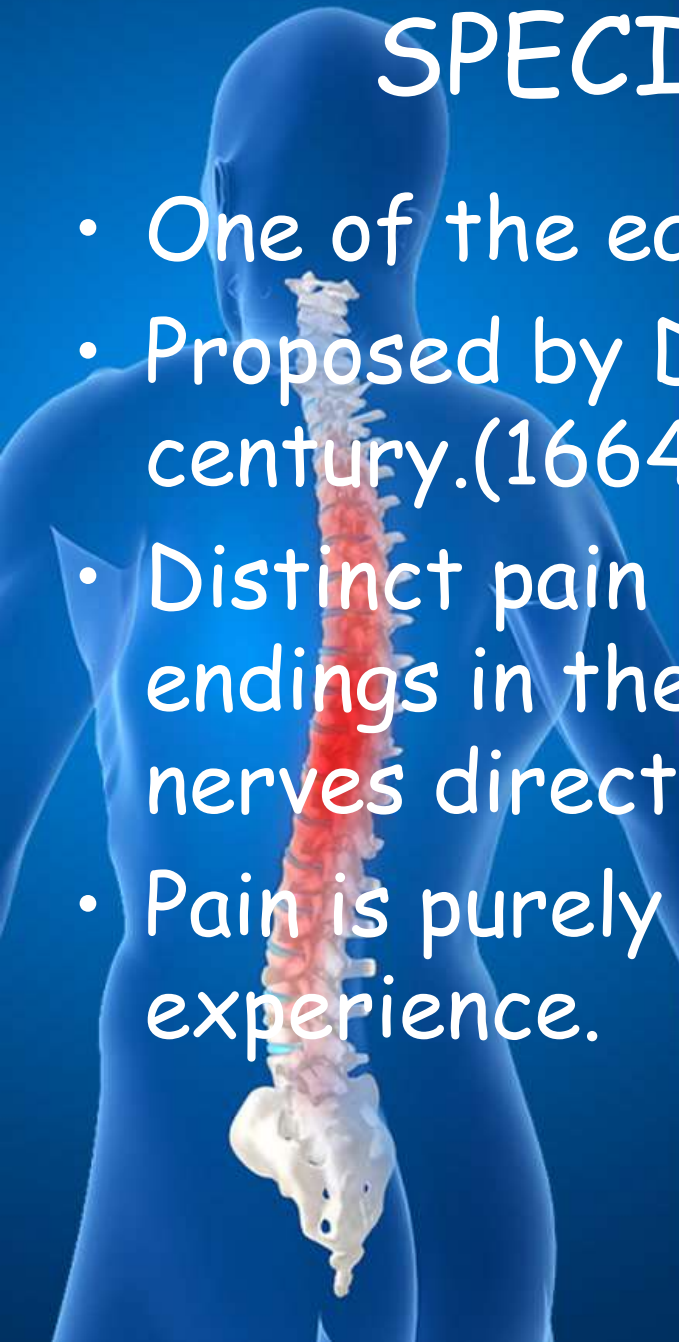 SPECI
• One of the ea
• Proposed by D
century.(1664
• Distinct pain
endings in the
nerves direct
• Pain is purely
experience.